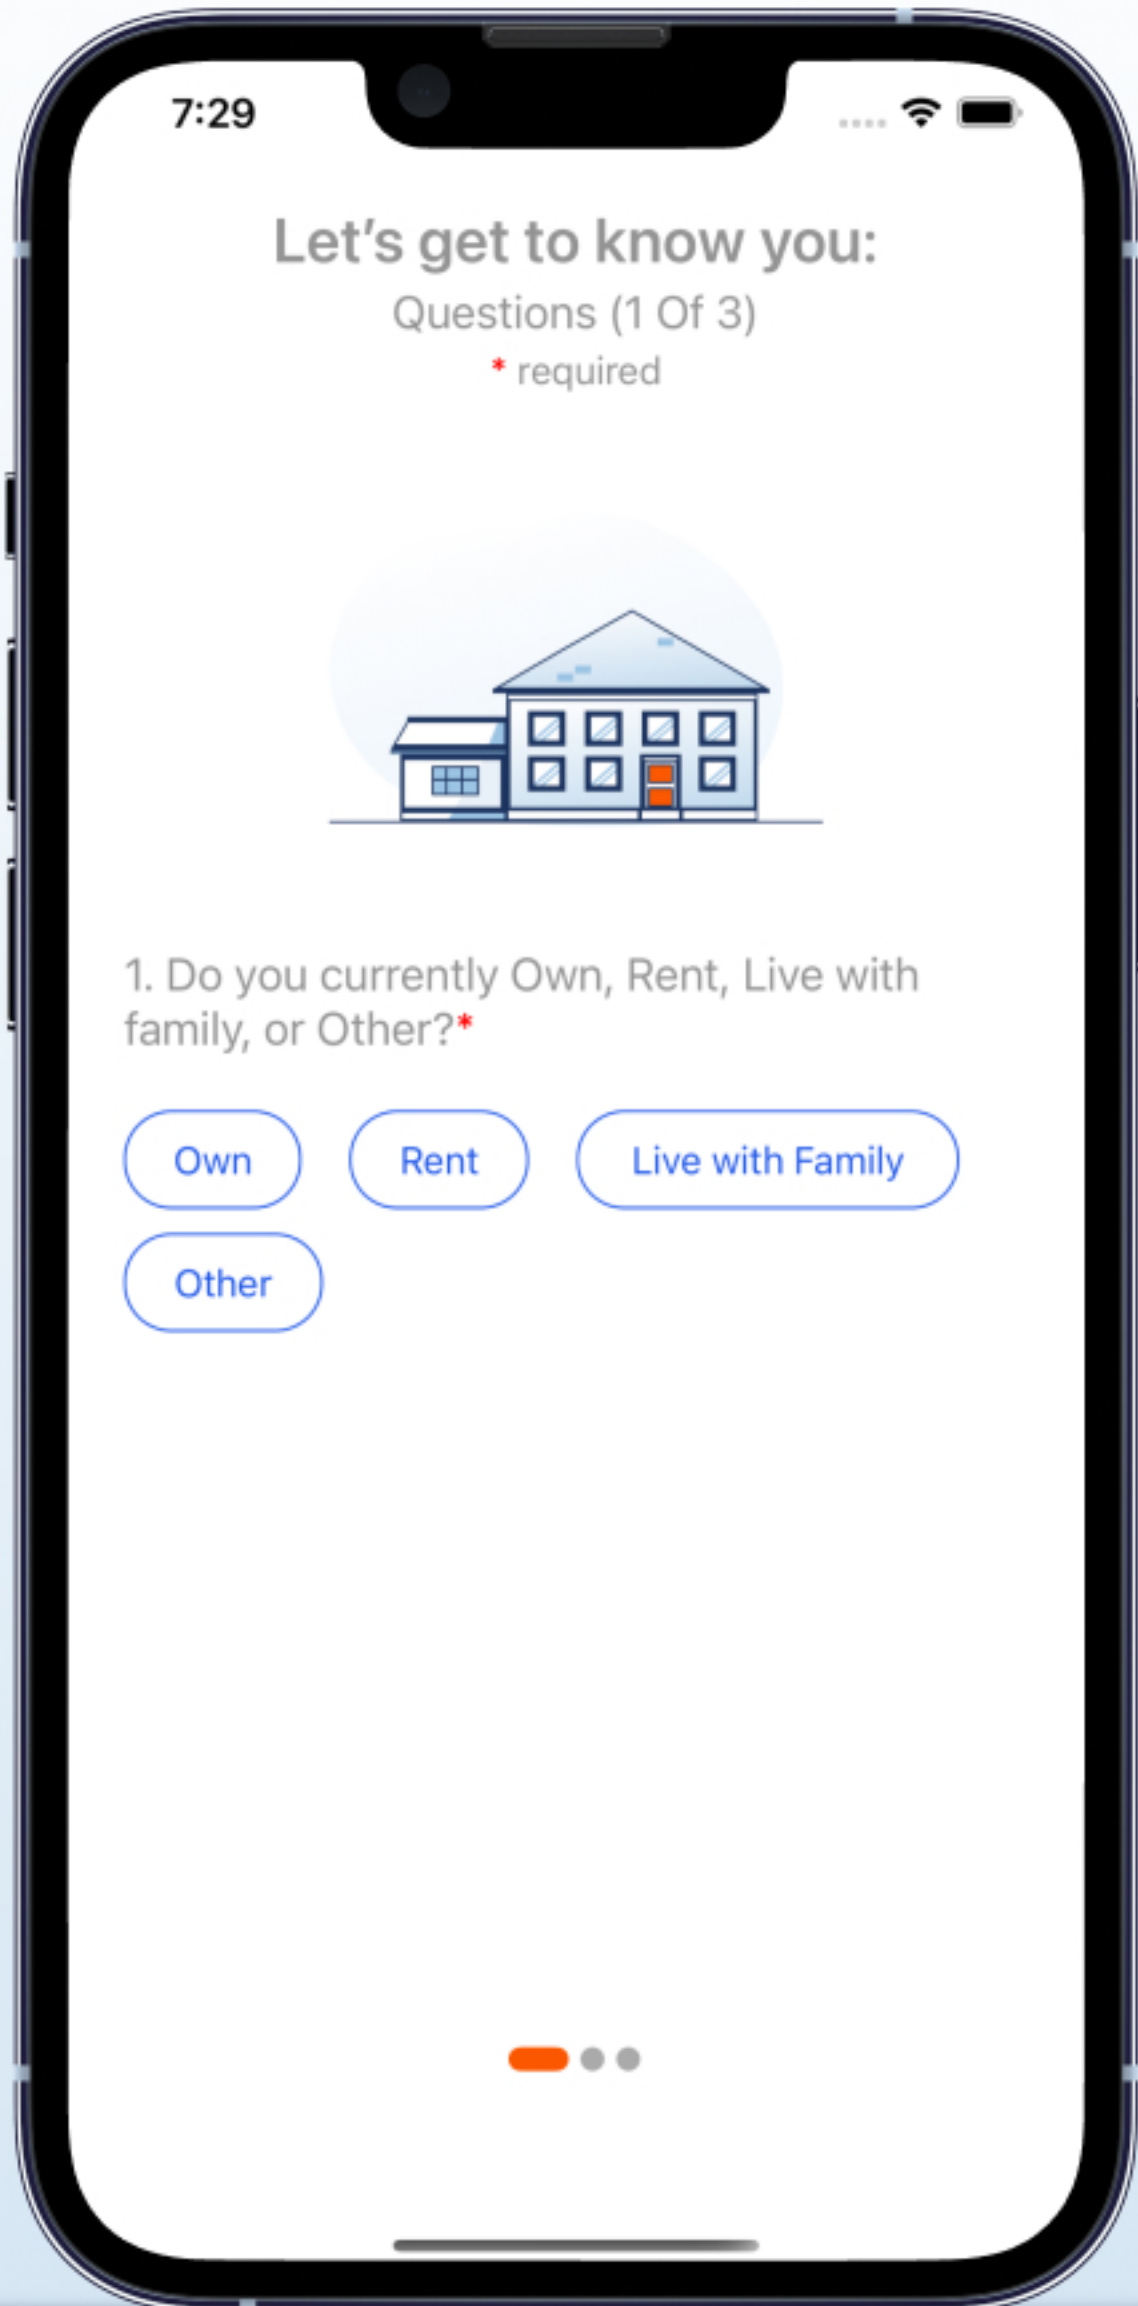 7:29
Let's get to know you:
Questions (1 Of 3)
* required
1. Do you currently Own, Rent, Live with
family, or Other?*
Own
Rent
Live with Family
Other